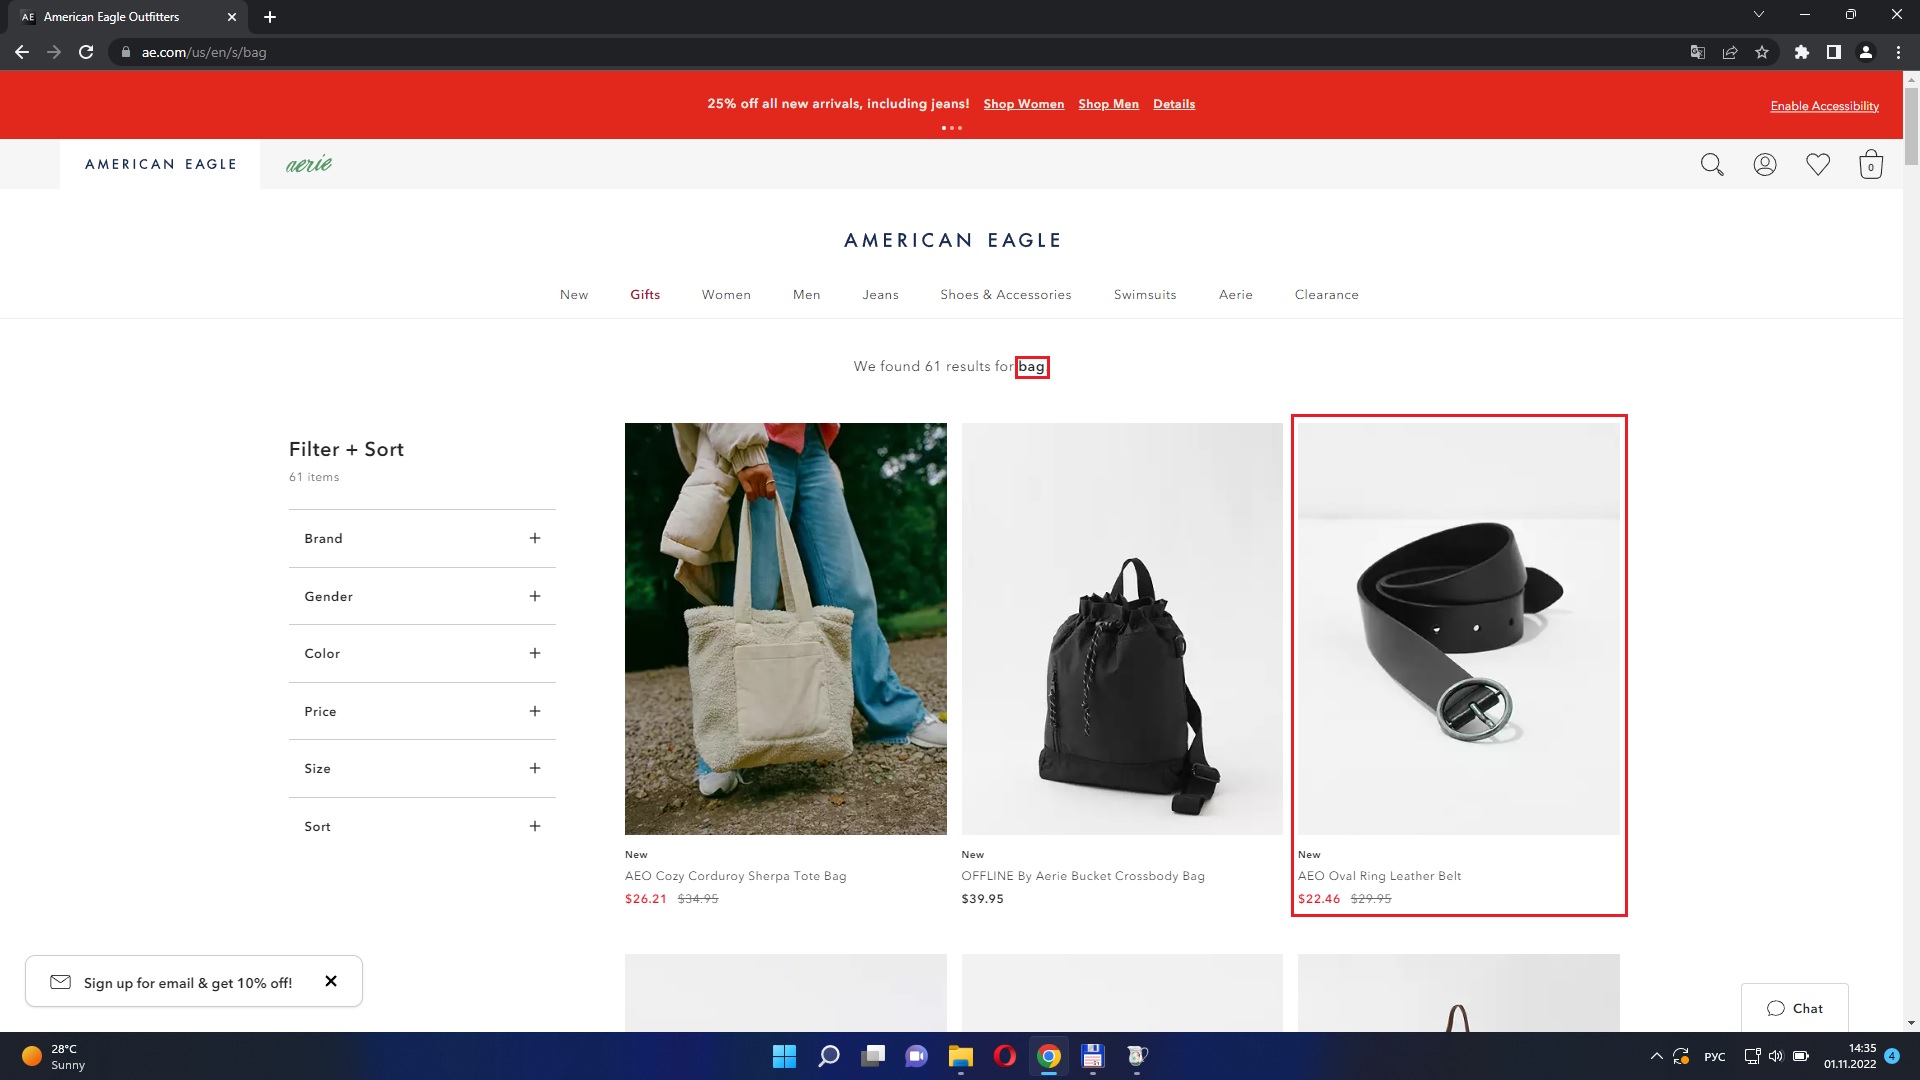 AE American Eagle Outfitters
ae.com/us/en/s/bag
25% off all new arrivals, including jeans! Shop Women Shop Men Details
Enable Accessibility
AMERICAN EAGLE aerie
0
AMERICAN EAGLE
New Gifts Women Men Jeans Shoes & Accessories Swimsuits Aerie Clearance
We found 61 results for bag
Filter + Sort
61 items
Brand
Gender
Color
Price
Size
Sort
New
AEO Cozy Corduroy Sherpa Tote Bag
$26.21 $34.95
New
OFFLINE By Aerie Bucket Crossbody Bag
$39.95
New
AEO Oval Ring Leather Belt
$22.46 $29.95
Sign up for email & get 10% off!
Chat
28°C
Sunny
РУС
14:35
01.11.2022
4